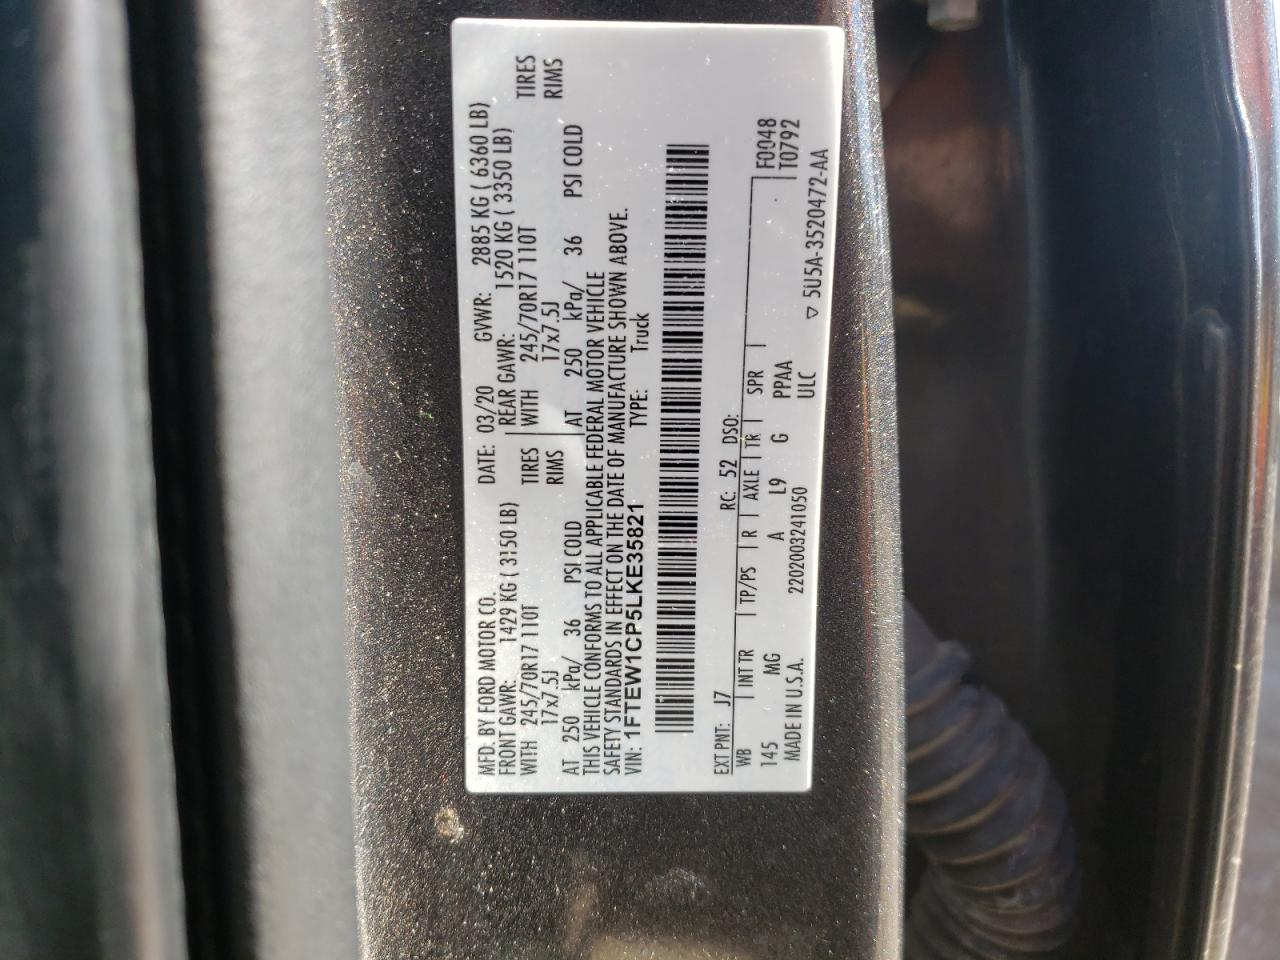 MFD. BY FORD MOTOR CO.
DATE: 03/20 GVWR: 2885 KG ( 6360 LB)
FRONT GAWR: 1429 KG ( 3150 LB)
REAR GAWR: 1520 KG ( 3350 LB)
WITH 245/70R17 110T TIRES
WITH 245/70R17 110T TIRES
17x7.5J RIMS
17x7.5J RIMS
AT 250 kPa/ 36 PSI COLD
AT 250 kPa/ 36 PSI COLD
THIS VEHICLE CONFORMS TO ALL APPLICABLE FEDERAL MOTOR VEHICLE
SAFETY STANDARDS IN EFFECT ON THE DATE OF MANUFACTURE SHOWN ABOVE.
VIN: 1FTEW1CP5LKE35821 TYPE: Truck
EXT PNT: J7 RC: 52 DSO:
WB INT TR TP/PS R AXLE TR SPR F0048
145 MG A L9 G PPAA T0792
MADE IN U.S.A. 2202003241050 ULC
▽ 5U5A-3520472-AA